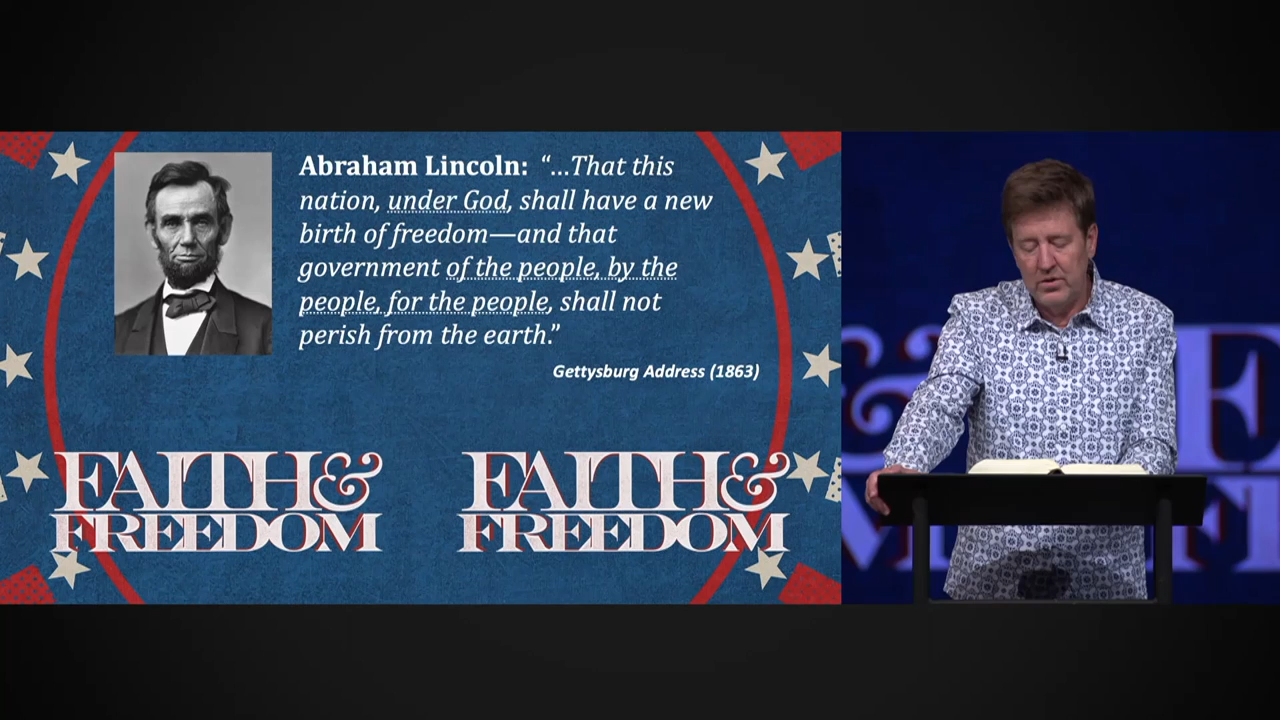 Abraham Lincoln: “…That this
nation, under God, shall have a new
birth of freedom—and that
government of the people, by the
people, for the people, shall not
perish from the earth.”
Gettysburg Address (1863)
FAITH&
FREEDOM
FAITH&
FREEDOM